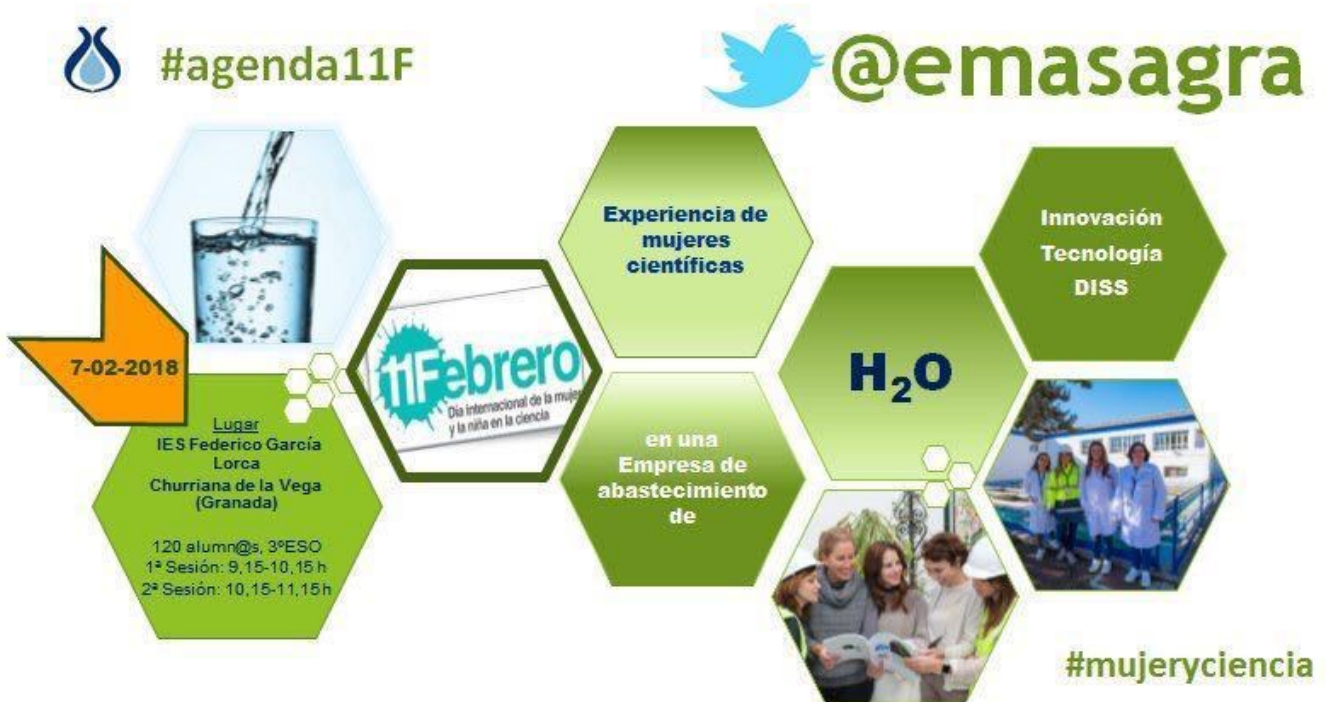 #agenda11F
@emasagra
7-02-2018
Lugar
IES Federico García
Lorca
Churriana de la Vega
(Granada)
120 alumn@s, 3ºESO
1ª Sesión: 9,15-10,15 h
2ª Sesión: 10,15-11,15 h
11Febrero
Día internacional de la mujer
y la niña en la ciencia
Experiencia de
mujeres
científicas
en una
Empresa de
abastecimiento
de
H₂O
Innovación
Tecnología
DISS
#mujeryciencia